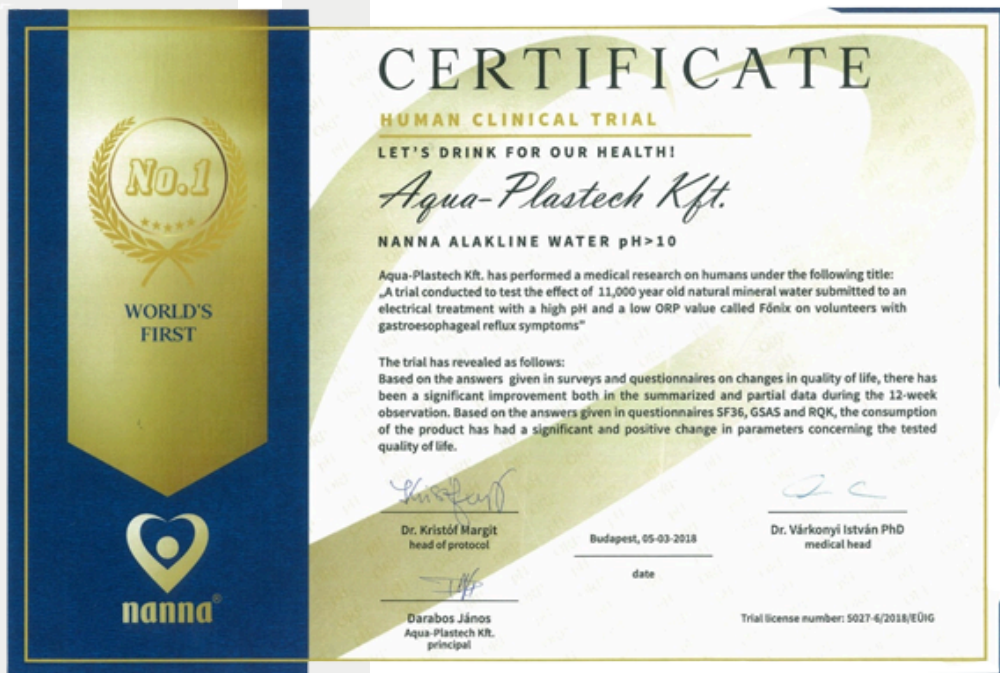 No.1
WORLD'S
FIRST
nanna®
CERTIFICATE
HUMAN CLINICAL TRIAL
LET'S DRINK FOR OUR HEALTH!
Aqua-Plastech Kft.
NANNA ALAKLINE WATER pH>10
Aqua-Plastech Kft. has performed a medical research on humans under the following title:
„A trial conducted to test the effect of 11,000 year old natural mineral water submitted to an
electrical treatment with a high pH and a low ORP value called Főnix on volunteers with
gastroesophageal reflux symptoms"
The trial has revealed as follows:
Based on the answers given in surveys and questionnaires on changes in quality of life, there has
been a significant improvement both in the summarized and partial data during the 12-week
observation. Based on the answers given in questionnaires SF36, GSAS and RQK, the consumption
of the product has had a significant and positive change in parameters concerning the tested
quality of life.
Dr. Kristóf Margit
head of protocol
Budapest, 05-03-2018
date
Dr. Várkonyi István PhD
medical head
Darabos János
Aqua-Plastech Kft.
principal
Trial license number: 5027-6/2018/EÜIG